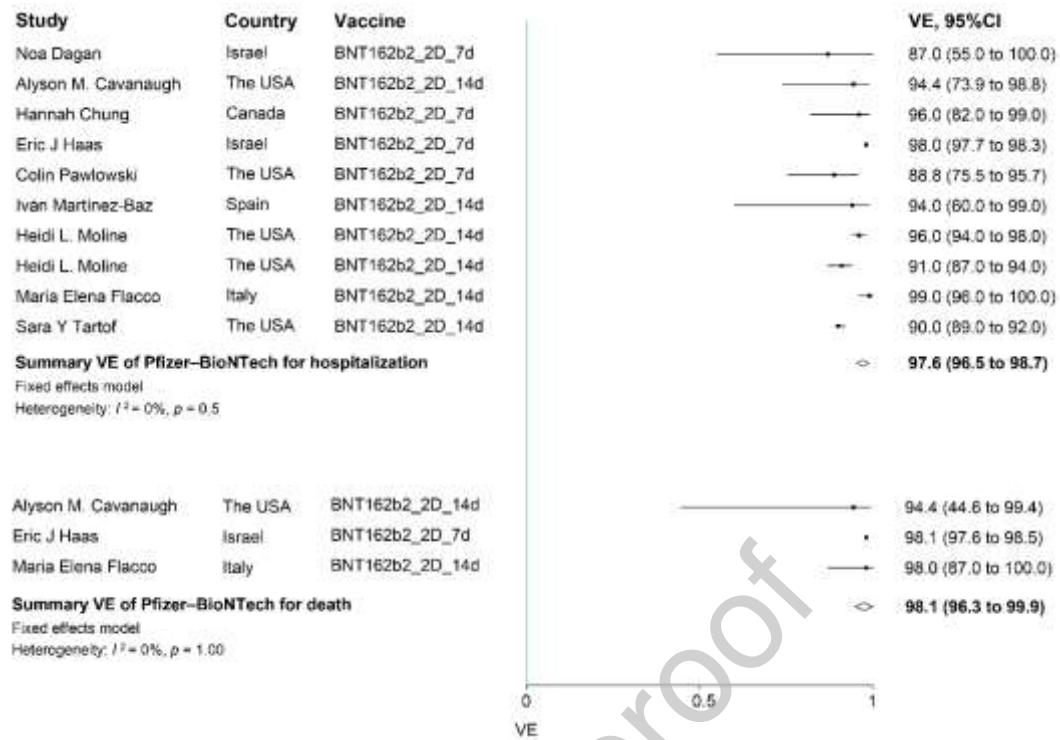 Study Country Vaccine VE, 95%CI
Noa Dagan Israel BNT162b2_2D_7d 87.0 (55.0 to 100.0)
Alyson M. Cavanaugh The USA BNT162b2_2D_14d 94.4 (73.9 to 98.8)
Hannah Chung Canada BNT162b2_2D_7d 96.0 (82.0 to 99.0)
Eric J Haas Israel BNT162b2_2D_7d 98.0 (97.7 to 98.3)
Colin Pawlowski The USA BNT162b2_2D_7d 88.8 (75.5 to 95.7)
Iván Martínez-Baz Spain BNT162b2_2D_14d 94.0 (60.0 to 99.0)
Heidi L. Moline The USA BNT162b2_2D_14d 96.0 (94.0 to 98.0)
Heidi L. Moline The USA BNT162b2_2D_14d 91.0 (87.0 to 94.0)
Maria Elena Flacco Italy BNT162b2_2D_14d 99.0 (96.0 to 100.0)
Sara Y Tartof The USA BNT162b2_2D_14d 90.0 (89.0 to 92.0)
Summary VE of Pfizer–BioNTech for hospitalization 97.6 (96.5 to 98.7)
Fixed effects model
Heterogeneity: I² = 0%, p = 0.5
Alyson M. Cavanaugh The USA BNT162b2_2D_14d 94.4 (44.6 to 99.4)
Eric J Haas Israel BNT162b2_2D_7d 98.1 (97.6 to 98.5)
Maria Elena Flacco Italy BNT162b2_2D_14d 98.0 (87.0 to 100.0)
Summary VE of Pfizer–BioNTech for death 98.1 (96.3 to 99.9)
Fixed effects model
Heterogeneity: I² = 0%, p = 1.00
0 0.5 1
VE
proof